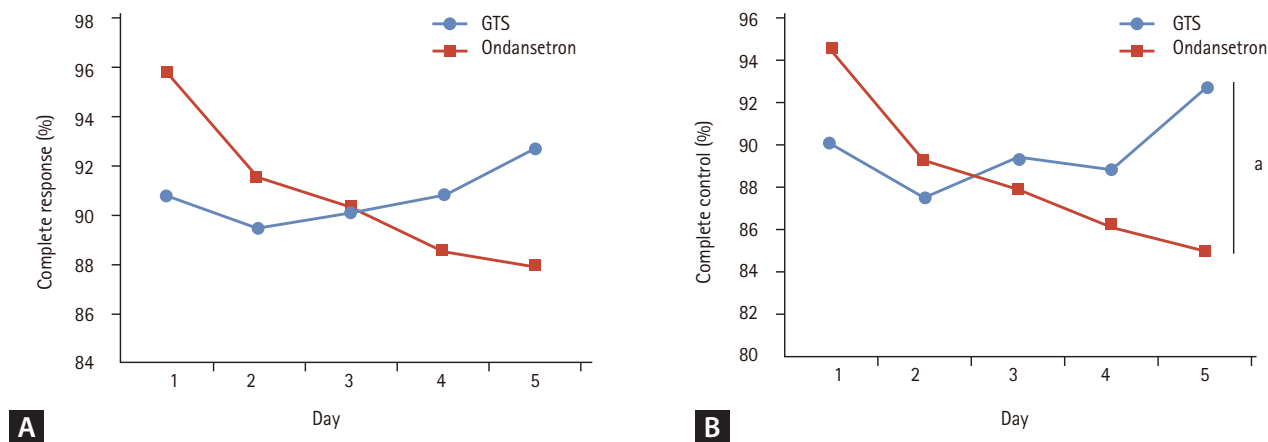 98
96
94
92
90
88
86
84
Complete response (%)
GTS
Ondansetron
1 2 3 4 5
Day
A
96
94
92
90
88
86
84
82
80
Complete control (%)
GTS
Ondansetron
a
1 2 3 4 5
Day
B